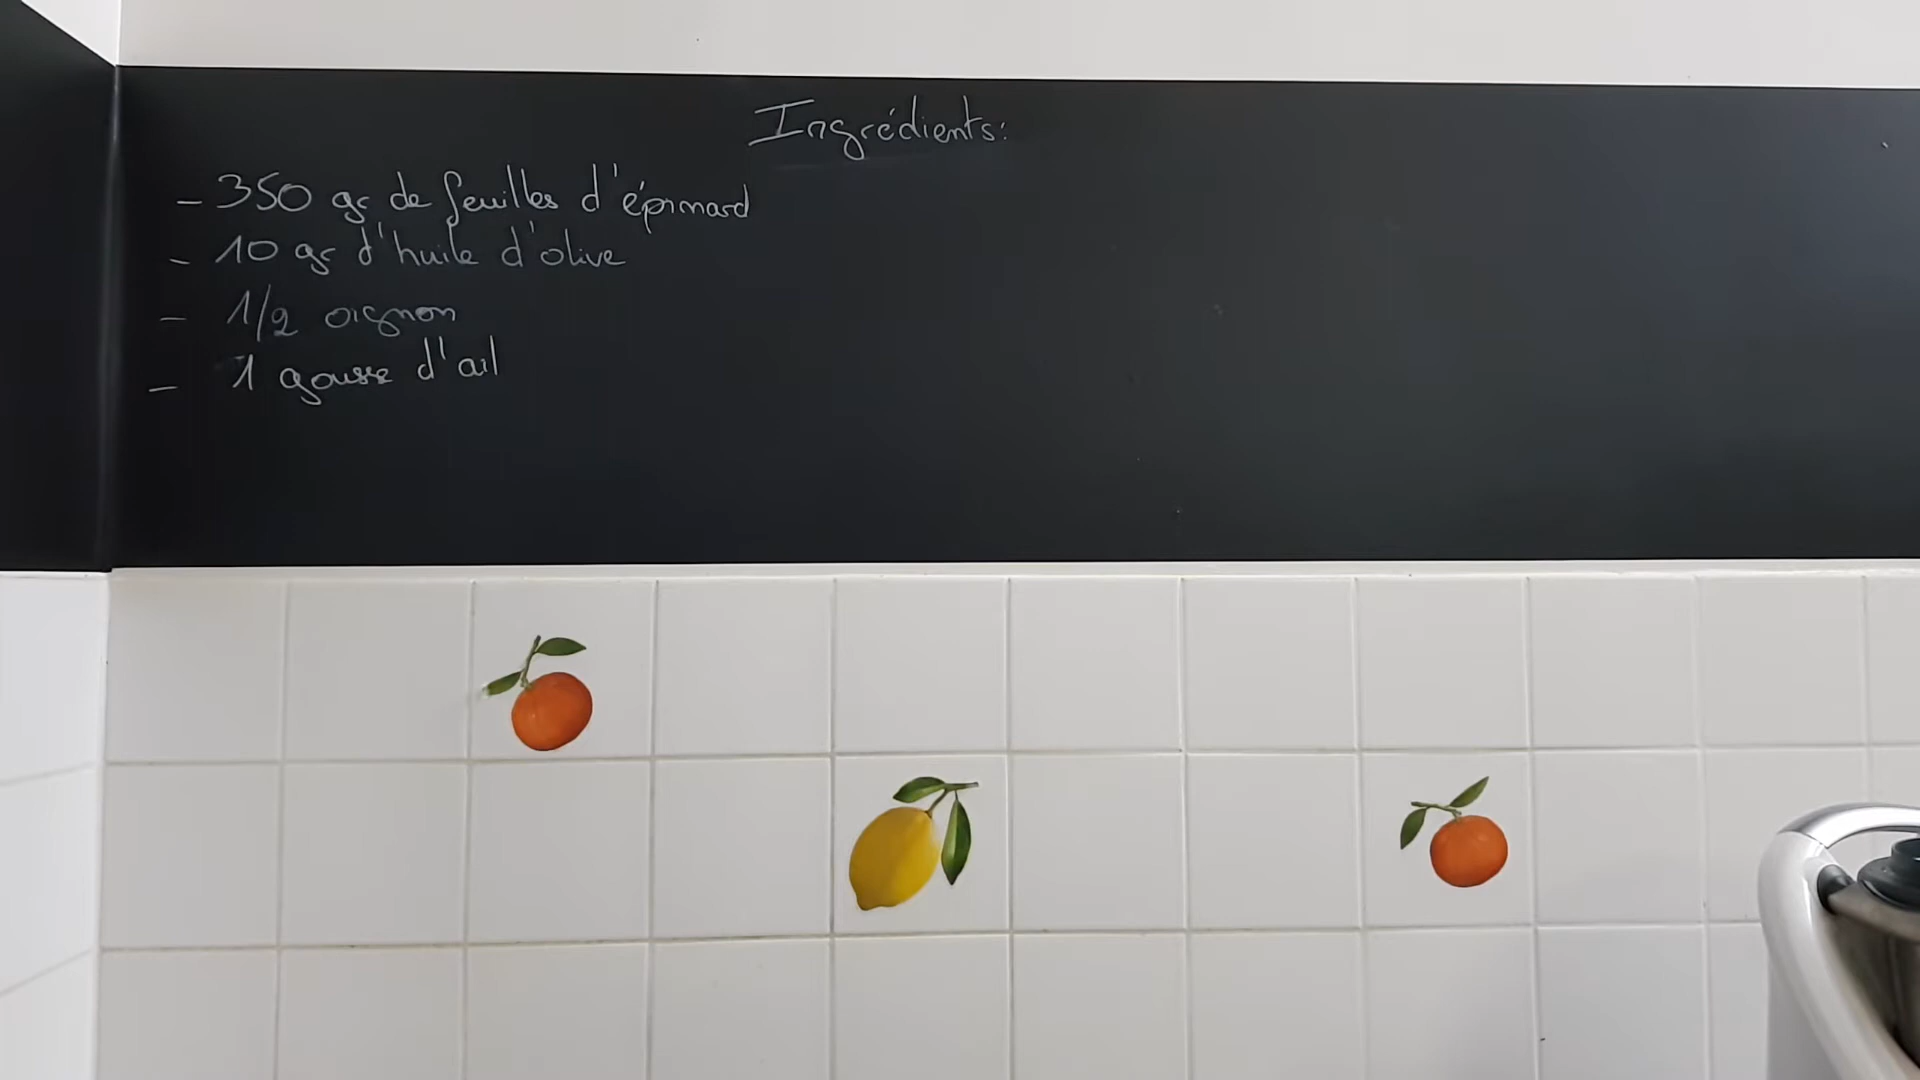 Ingrédients:
- 350 gr de feuilles d'épinard
- 10 gr d'huile d'olive
- 1/2 oignon
- 1 gousse d'ail